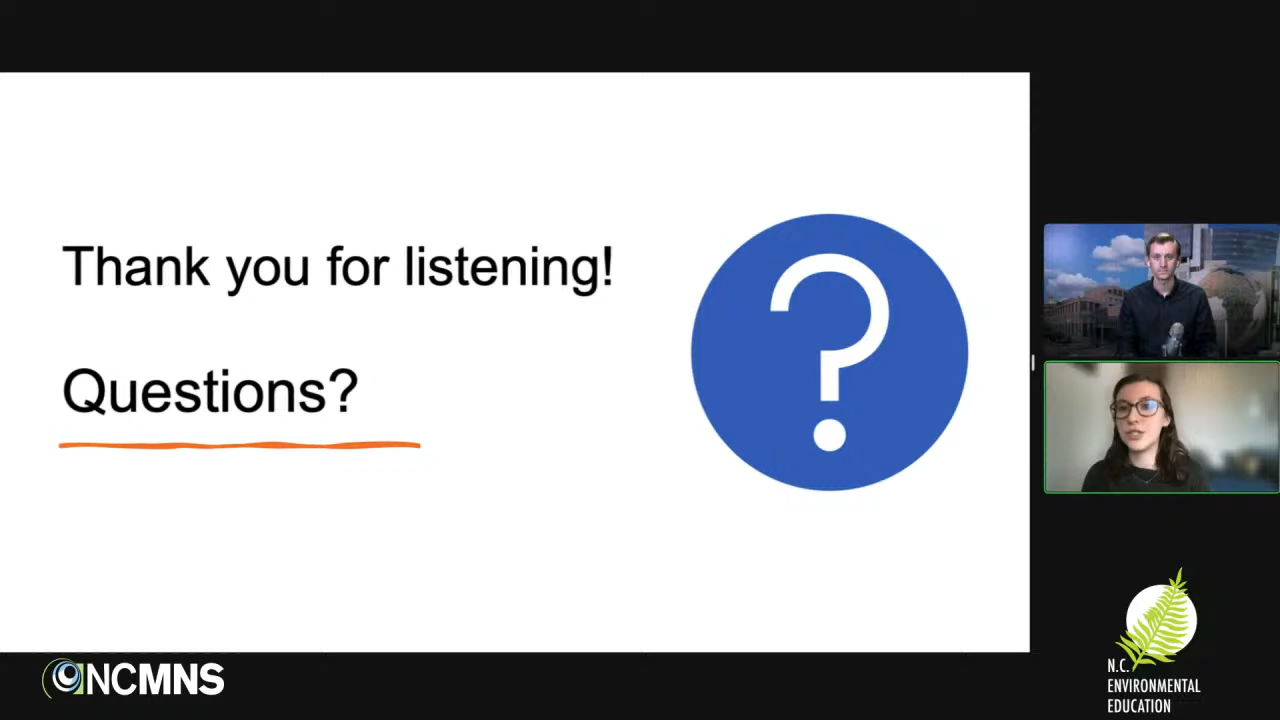 Thank you for listening!
Questions?
?
NCMNS
N.C.
ENVIRONMENTAL
EDUCATION